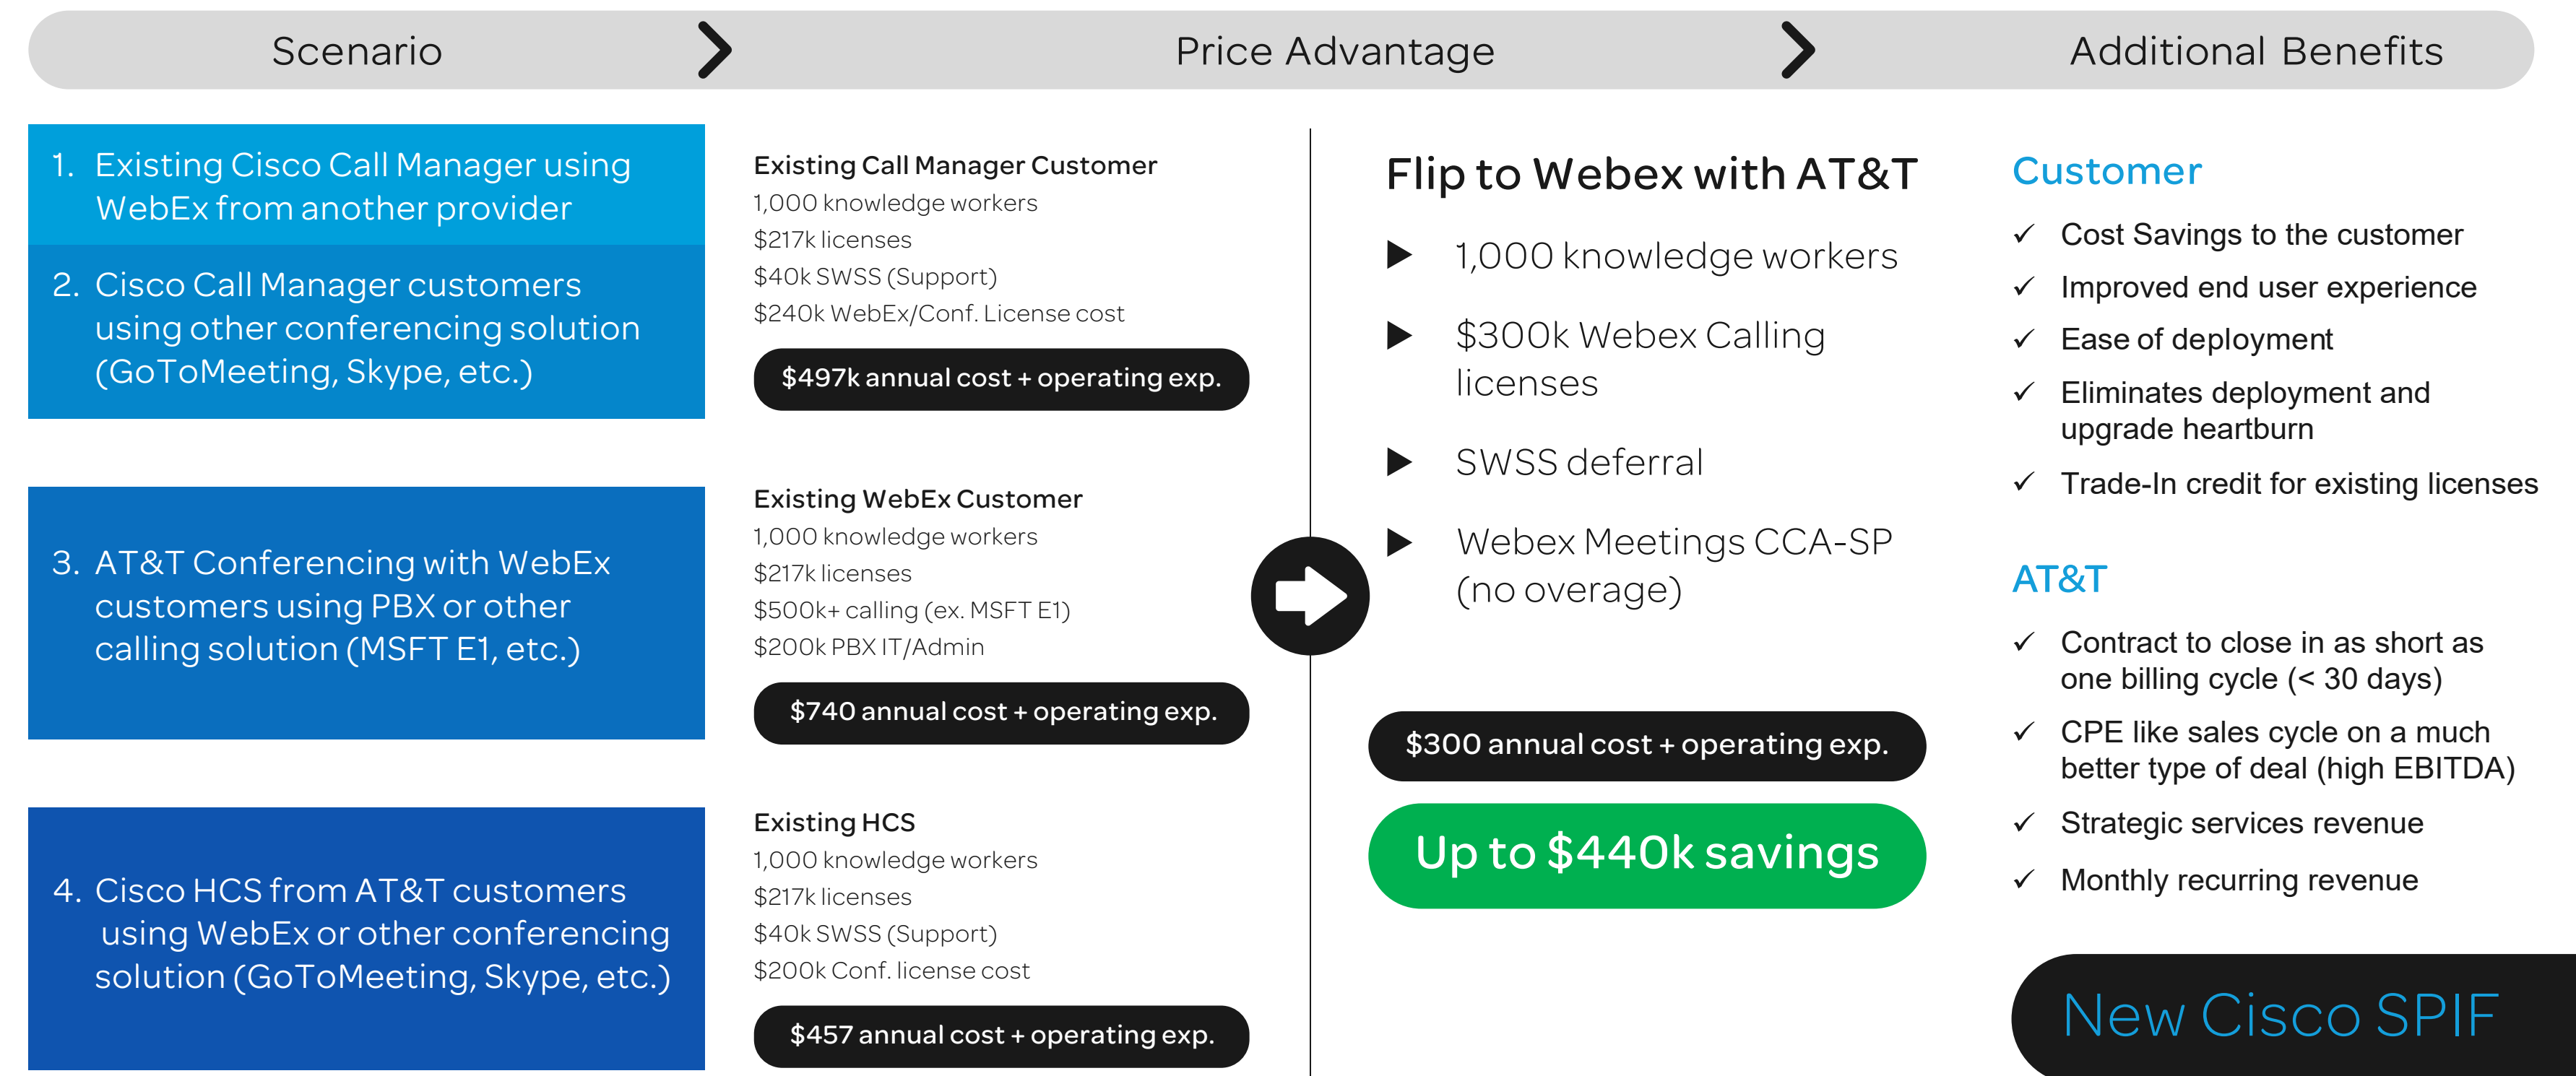 Scenario
Price Advantage
Additional Benefits
1. Existing Cisco Call Manager using
WebEx from another provider
2. Cisco Call Manager customers
using other conferencing solution
(GoToMeeting, Skype, etc.)
3. AT&T Conferencing with WebEx
customers using PBX or other
calling solution (MSFT E1, etc.)
4. Cisco HCS from AT&T customers
using WebEx or other conferencing
solution (GoToMeeting, Skype, etc.)
Existing Call Manager Customer
1,000 knowledge workers
$217k licenses
$40k SWSS (Support)
$240k WebEx/Conf. License cost
$497k annual cost + operating exp.
Existing WebEx Customer
1,000 knowledge workers
$217k licenses
$500k+ calling (ex. MSFT E1)
$200k PBX IT/Admin
$740 annual cost + operating exp.
Existing HCS
1,000 knowledge workers
$217k licenses
$40k SWSS (Support)
$200k Conf. license cost
$457 annual cost + operating exp.
Flip to Webex with AT&T
1,000 knowledge workers
$300k Webex Calling
licenses
SWSS deferral
Webex Meetings CCA-SP
(no overage)
$300 annual cost + operating exp.
Up to $440k savings
Customer
✓ Cost Savings to the customer
✓ Improved end user experience
✓ Ease of deployment
✓ Eliminates deployment and
upgrade heartburn
✓ Trade-In credit for existing licenses
AT&T
✓ Contract to close in as short as
one billing cycle (< 30 days)
✓ CPE like sales cycle on a much
better type of deal (high EBITDA)
✓ Strategic services revenue
✓ Monthly recurring revenue
New Cisco SPIF